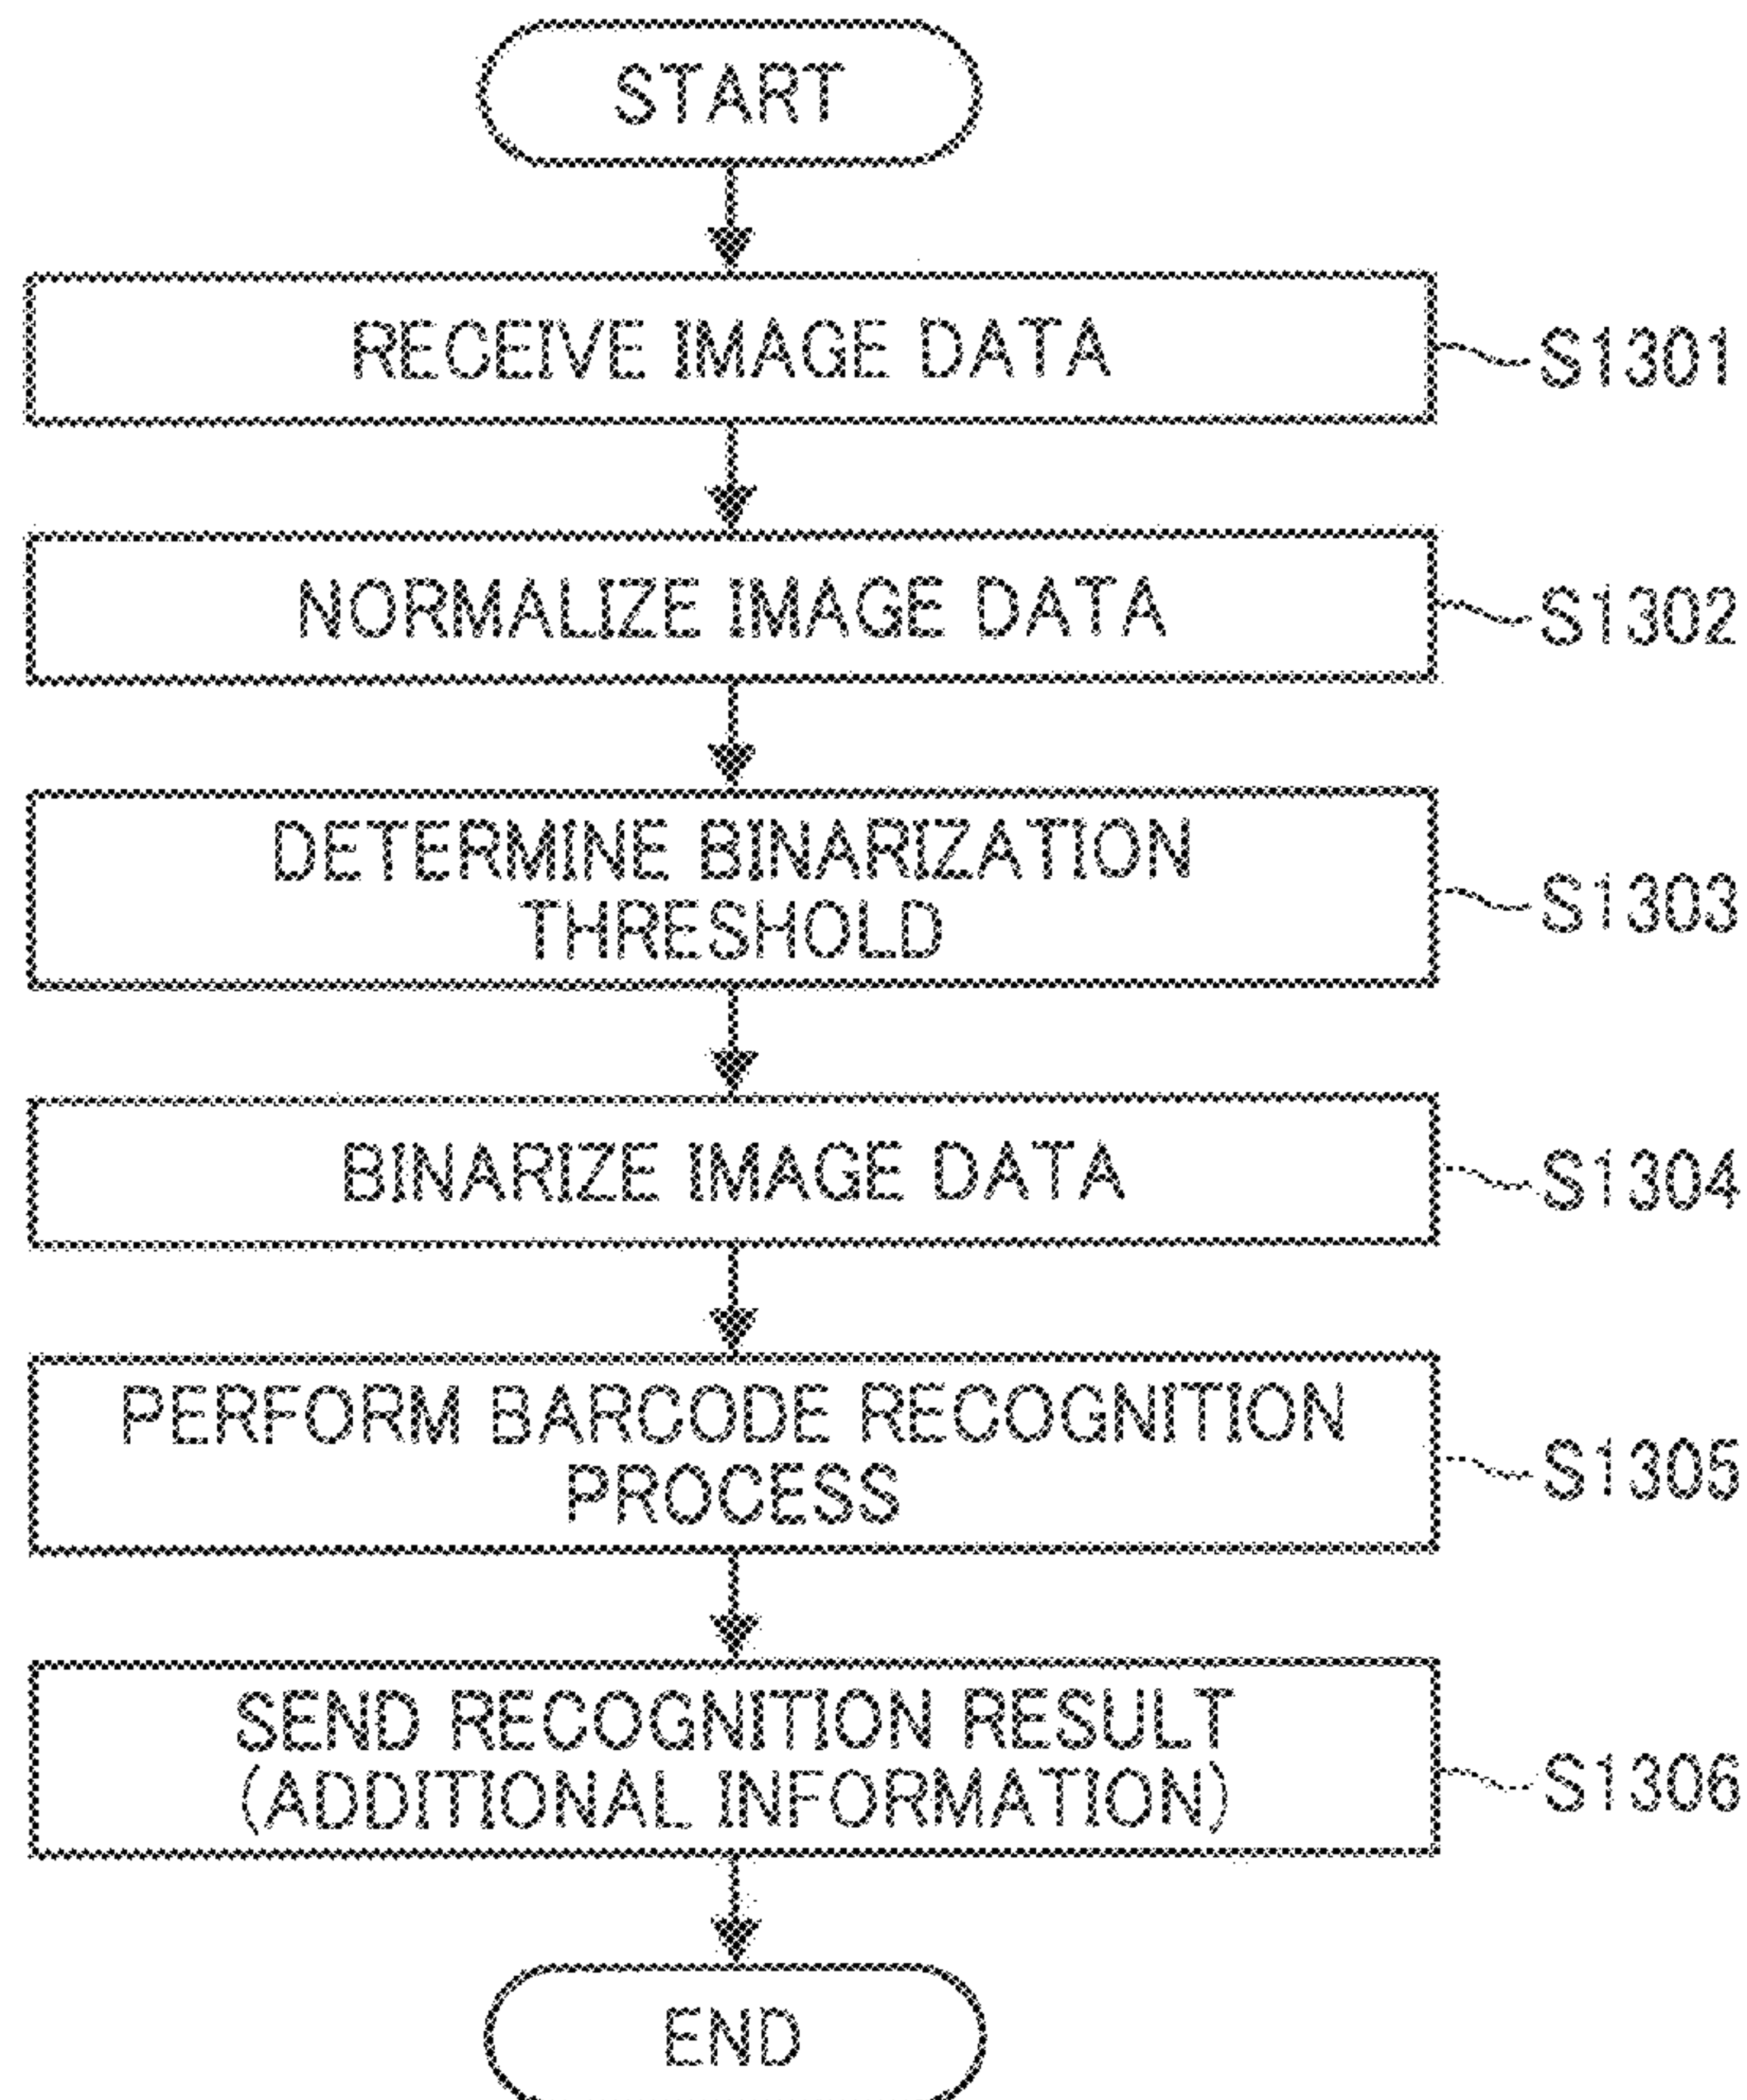 START
RECEIVE IMAGE DATA
S1301
NORMALIZE IMAGE DATA
S1302
DETERMINE BINARIZATION
THRESHOLD
S1303
BINARIZE IMAGE DATA
S1304
PERFORM BARCODE RECOGNITION
PROCESS
S1305
SEND RECOGNITION RESULT
(ADDITIONAL INFORMATION)
S1306
END